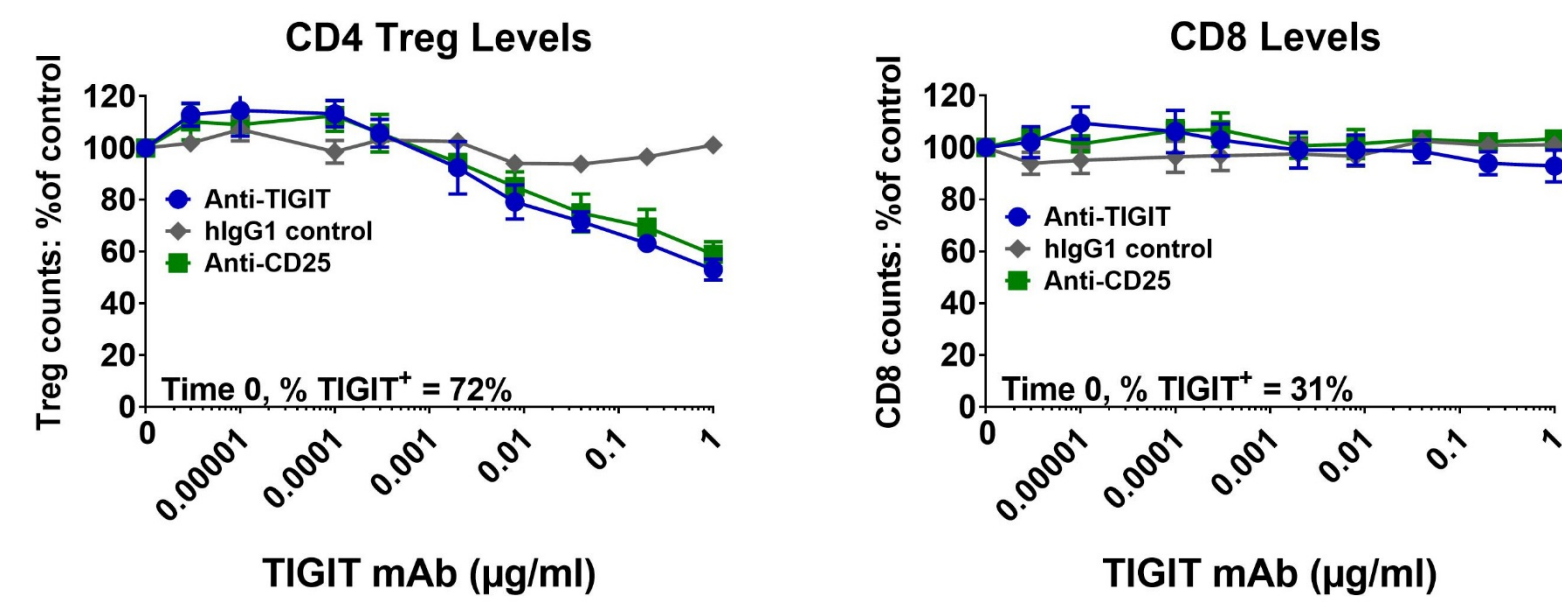 CD4 Treg Levels
Treg counts: %of control
120
100
80
60
40
20
0
Anti-TIGIT
hIgG1 control
Anti-CD25
Time 0, % TIGIT+ = 72%
0
0.00001
0.0001
0.001
0.01
0.1
1
TIGIT mAb (µg/ml)
CD8 Levels
CD8 counts: %of control
120
100
80
60
40
20
0
Anti-TIGIT
hIgG1 control
Anti-CD25
Time 0, % TIGIT+ = 31%
0
0.00001
0.0001
0.001
0.01
0.1
1
TIGIT mAb (µg/ml)